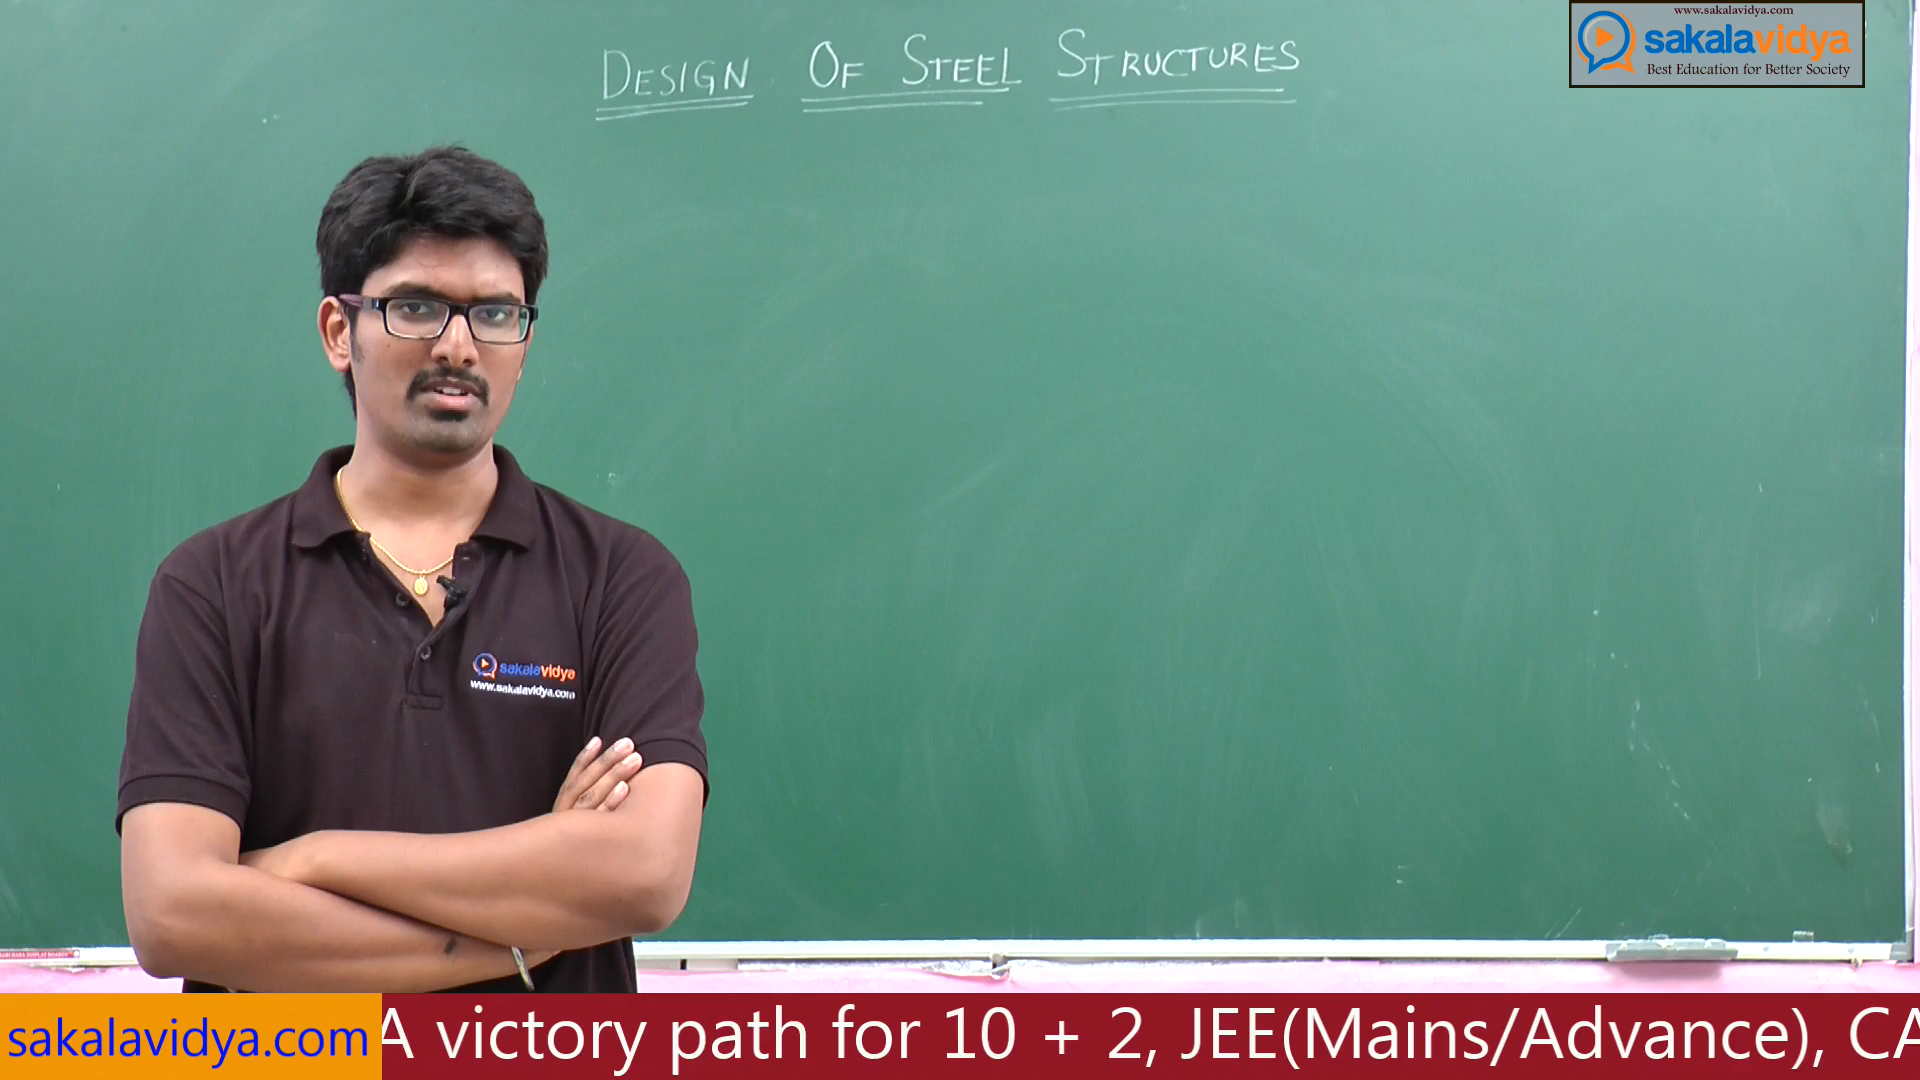 www.sakalavidya.com
sakalavidya
Best Education for Better Society
DESIGN OF STEEL STRUCTURES
sakalavidya
www.sakalavidya.com
sakalavidya.com
A victory path for 10 + 2, JEE(Mains/Advance), CA